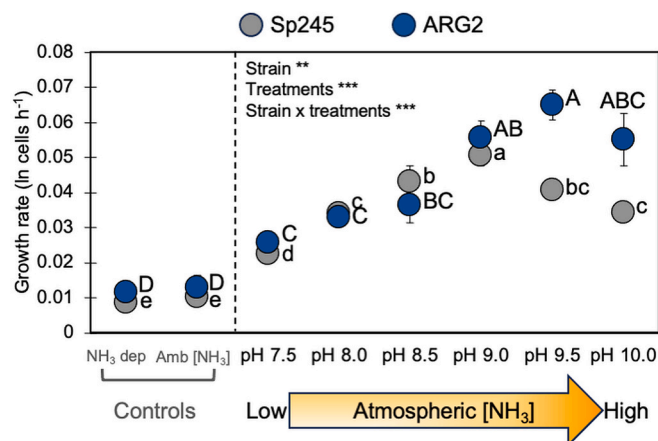 Sp245 ARG2
Growth rate (ln cells h-1)
0.08
0.07
0.06
0.05
0.04
0.03
0.02
0.01
0
Strain **
Treatments ***
Strain x treatments ***
D
e
D
e
C
d
c
C
b
BC
AB
a
A
bc
ABC
c
NH3 dep Amb [NH3] pH 7.5 pH 8.0 pH 8.5 pH 9.0 pH 9.5 pH 10.0
Controls Low Atmospheric [NH3] High